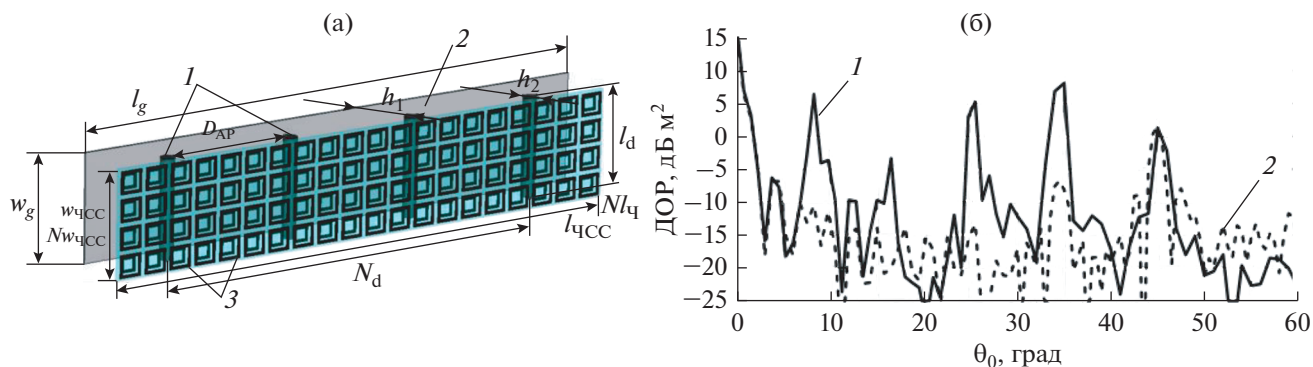 (а)
1
2
l_g
h_1
h_2
D_АР
l_d
w_g
w_ЧСС
Nw_ЧСС
Nl_Ч
l_ЧСС
N_d
3
(б)
ДОР, дБ м²
15
10
5
0
−5
−10
−15
−20
−25
1
2
0
10
20
30
40
50
60
θ_0, град